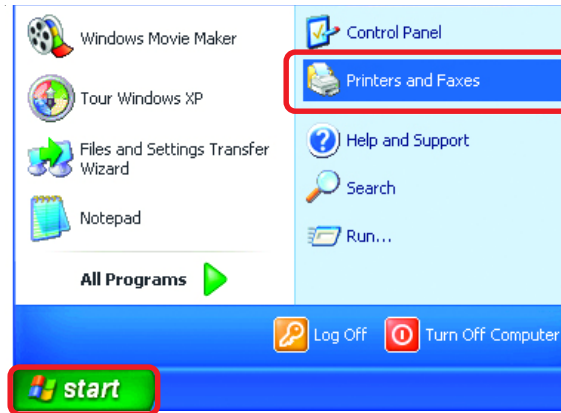 Windows Movie Maker
Tour Windows XP
Files and Settings Transfer
Wizard
Notepad
All Programs
Control Panel
Printers and Faxes
Help and Support
Search
Run...
Log Off
Turn Off Computer
start